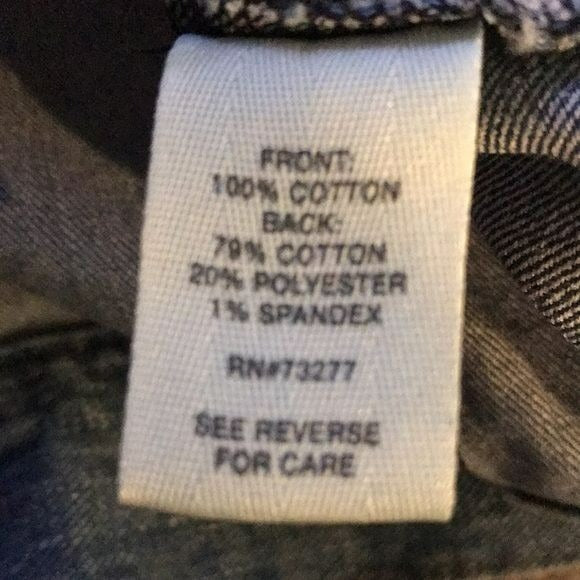 FRONT:
100% COTTON
BACK:
79% COTTON
20% POLYESTER
1% SPANDEX
RN#73277
SEE REVERSE
FOR CARE